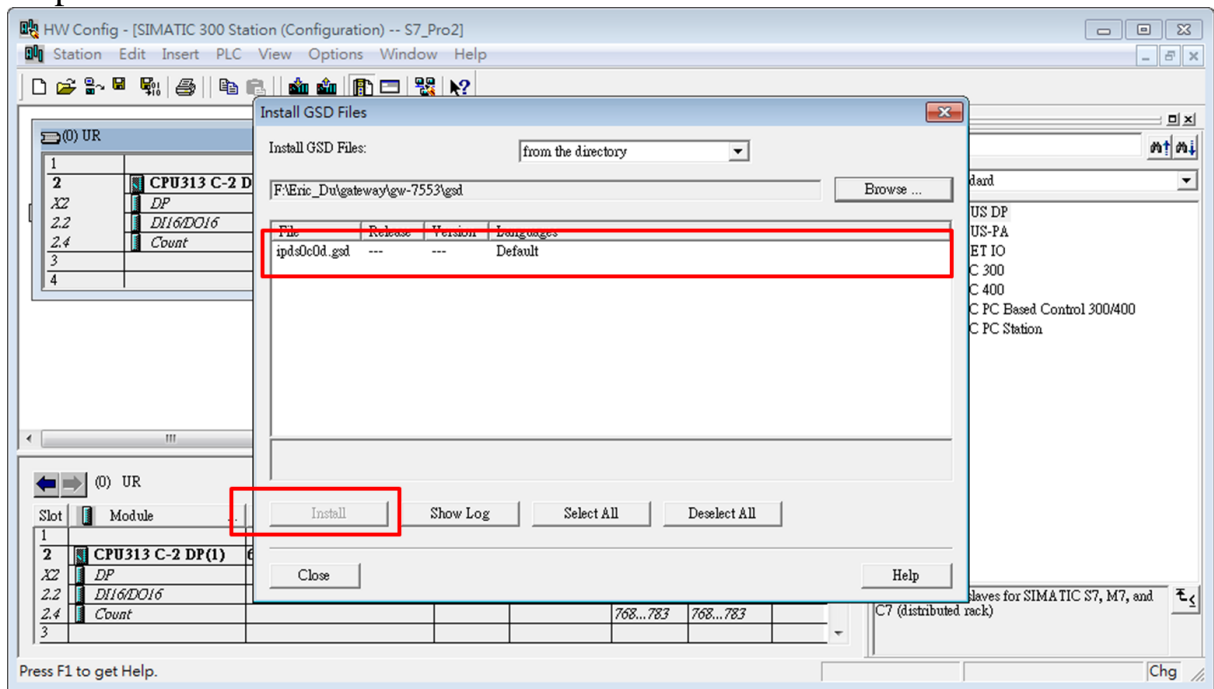 HW Config - [SIMATIC 300 Station (Configuration) -- S7_Pro2]
Station Edit Insert PLC View Options Window Help
Install GSD Files
(0) UR
Install GSD Files:
from the directory
1
2 CPU313 C-2 D
X2 DP
2.2 DI16/DO16
2.4 Count
3
4
F:\Eric_Du\gateway\gw-7553\gsd
Browse ...
File Release Version Languages
ipds0c0d.gsd --- --- Default
dard
US DP
US-PA
ET IO
C 300
C 400
C PC Based Control 300/400
C PC Station
(0) UR
Install
Show Log
Select All
Deselect All
Close
Help
Slot Module ...
1
2 CPU313 C-2 DP(1) 6
X2 DP
2.2 DI16/DO16
2.4 Count 768...783 768...783
3
slaves for SIMATIC S7, M7, and
C7 (distributed rack)
Press F1 to get Help.
Chg